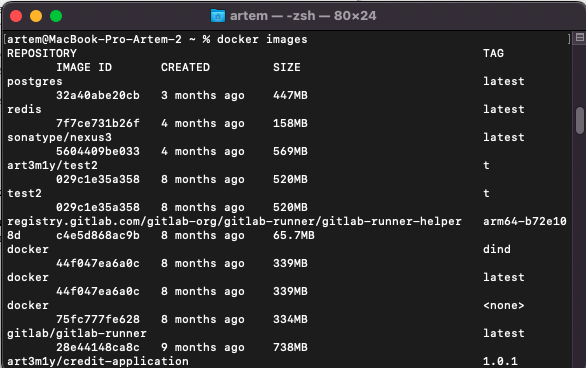 artem — -zsh — 80×24
[artem@MacBook-Pro-Artem-2 ~ % docker images ]
REPOSITORY TAG
IMAGE ID CREATED SIZE
postgres latest
32a40abe20cb 3 months ago 447MB
redis latest
7f7ce731b26f 4 months ago 158MB
sonatype/nexus3 latest
5604409be033 4 months ago 569MB
art3m1y/test2 t
029c1e35a358 8 months ago 520MB
test2 t
029c1e35a358 8 months ago 520MB
registry.gitlab.com/gitlab-org/gitlab-runner/gitlab-runner-helper arm64-b72e10
8d c4e5d868ac9b 8 months ago 65.7MB
docker dind
44f047ea6a0c 8 months ago 339MB
docker latest
44f047ea6a0c 8 months ago 339MB
docker <none>
75fc777fe628 8 months ago 334MB
gitlab/gitlab-runner latest
28e44148ca8c 9 months ago 738MB
art3m1y/credit-application 1.0.1